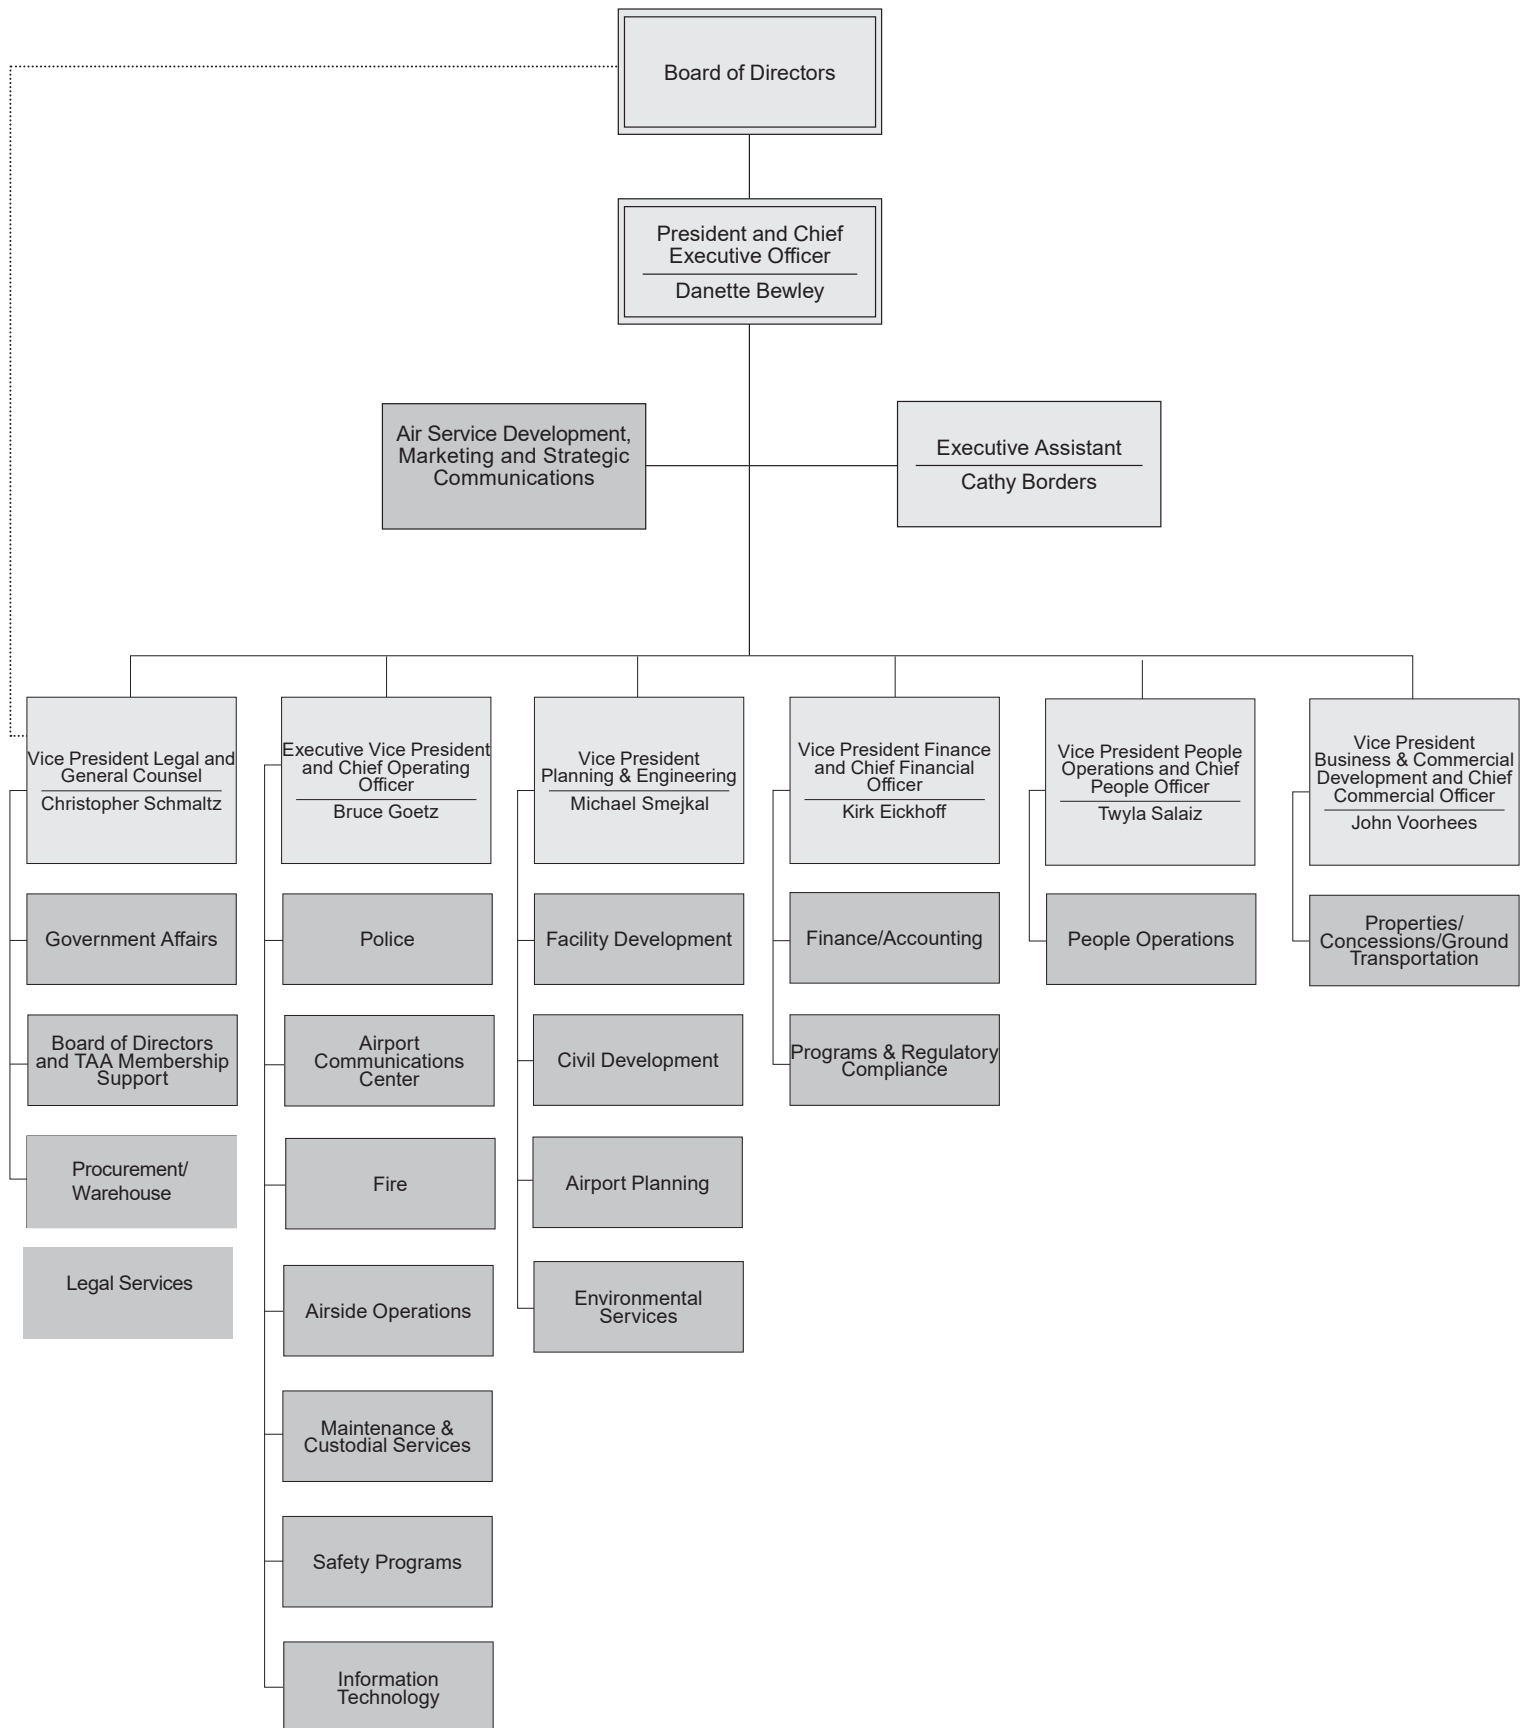 Board of Directors
President and Chief
Executive Officer
Danette Bewley
Air Service Development,
Marketing and Strategic
Communications
Executive Assistant
Cathy Borders
Vice President Legal and
General Counsel
Christopher Schmaltz
Executive Vice President
and Chief Operating
Officer
Bruce Goetz
Vice President
Planning & Engineering
Michael Smejkal
Vice President Finance
and Chief Financial
Officer
Kirk Eickhoff
Vice President People
Operations and Chief
People Officer
Twyla Salaiz
Vice President
Business & Commercial
Development and Chief
Commercial Officer
John Voorhees
Government Affairs
Police
Facility Development
Finance/Accounting
People Operations
Properties/
Concessions/Ground
Transportation
Board of Directors
and TAA Membership
Support
Airport
Communications
Center
Civil Development
Programs & Regulatory
Compliance
Procurement/
Warehouse
Fire
Airport Planning
Legal Services
Airside Operations
Environmental
Services
Maintenance &
Custodial Services
Safety Programs
Information
Technology